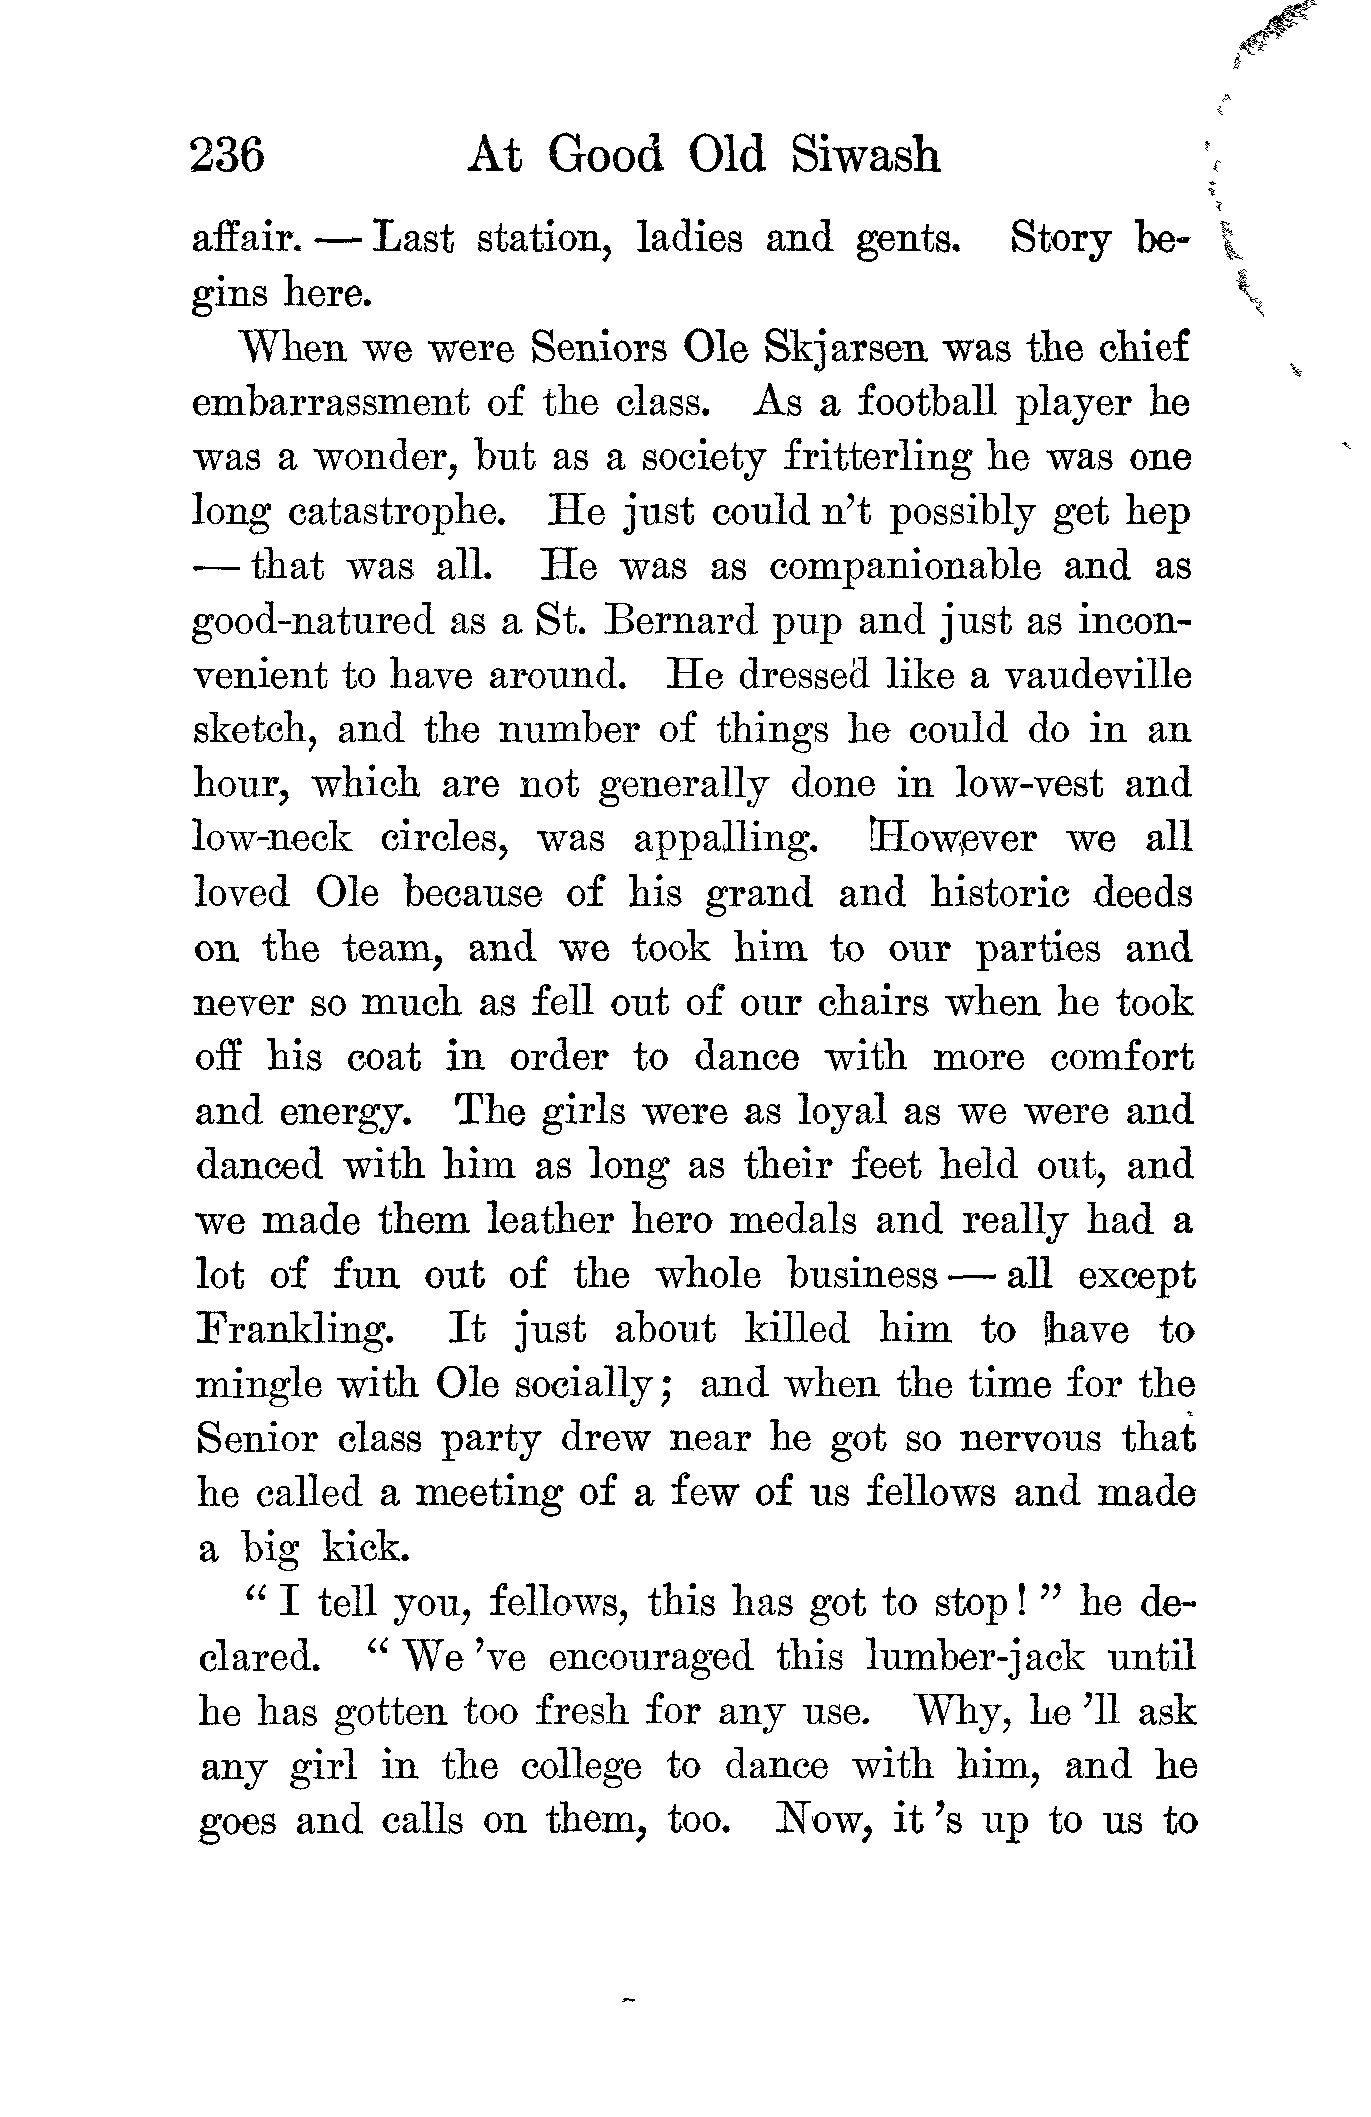 236 At Good Old Siwash
affair. — Last station, ladies and gents. Story be-
gins here.
When we were Seniors Ole Skjarsen was the chief
embarrassment of the class. As a football player he
was a wonder, but as a society fritterling he was one
long catastrophe. He just could n't possibly get hep
— that was all. He was as companionable and as
good-natured as a St. Bernard pup and just as incon-
venient to have around. He dressed like a vaudeville
sketch, and the number of things he could do in an
hour, which are not generally done in low-vest and
low-neck circles, was appalling. However we all
loved Ole because of his grand and historic deeds
on the team, and we took him to our parties and
never so much as fell out of our chairs when he took
off his coat in order to dance with more comfort
and energy. The girls were as loyal as we were and
danced with him as long as their feet held out, and
we made them leather hero medals and really had a
lot of fun out of the whole business — all except
Frankling. It just about killed him to have to
mingle with Ole socially; and when the time for the
Senior class party drew near he got so nervous that
he called a meeting of a few of us fellows and made
a big kick.
" I tell you, fellows, this has got to stop! " he de-
clared. " We 've encouraged this lumber-jack until
he has gotten too fresh for any use. Why, he 'll ask
any girl in the college to dance with him, and he
goes and calls on them, too. Now, it 's up to us to